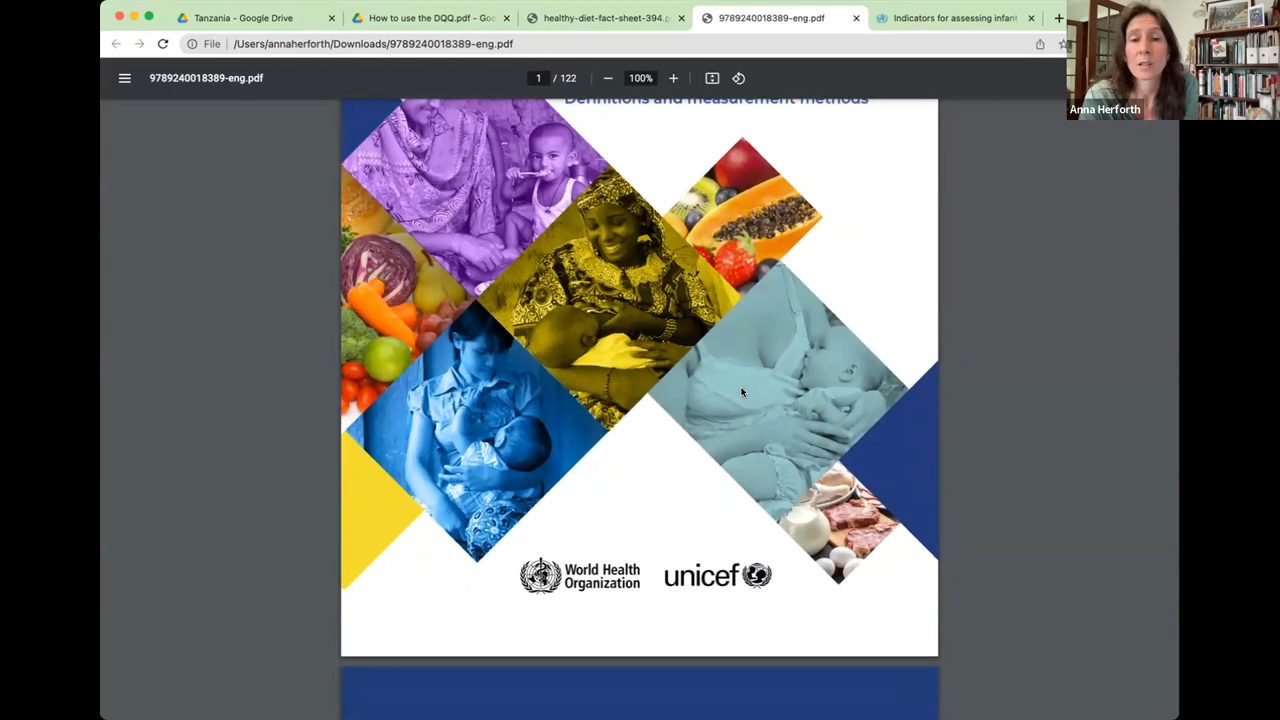 Tanzania - Google Drive
How to use the DQQ.pdf - Goo
healthy-diet-fact-sheet-394.p
9789240018389-eng.pdf
Indicators for assessing infant
File | /Users/annaherforth/Downloads/9789240018389-eng.pdf
9789240018389-eng.pdf
1 / 122
100%
Anna Herforth
Definitions and measurement methods
World Health
Organization
unicef